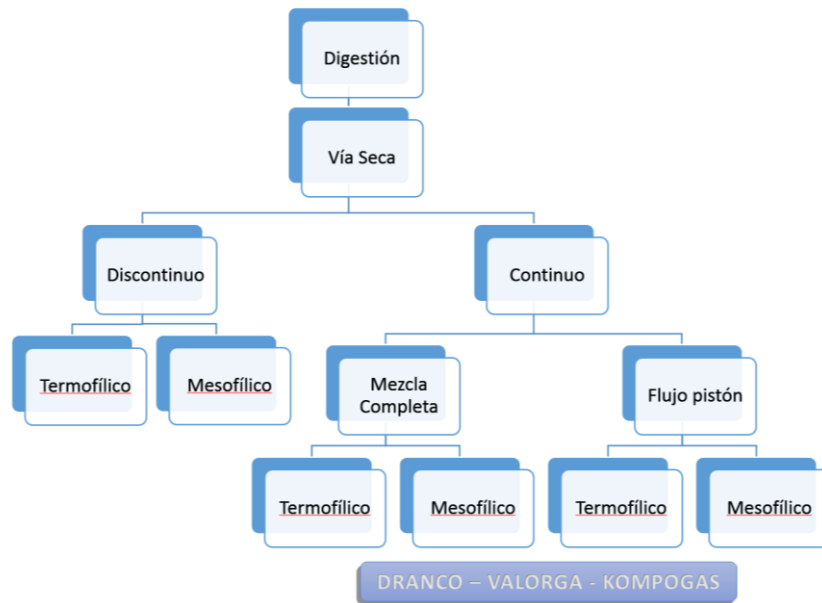 Digestión
Vía Seca
Discontinuo
Continuo
Termofílico
Mesofílico
Mezcla
Completa
Flujo pistón
Termofílico
Mesofílico
Termofílico
Mesofílico
DRANCO – VALORGA - KOMPOGAS